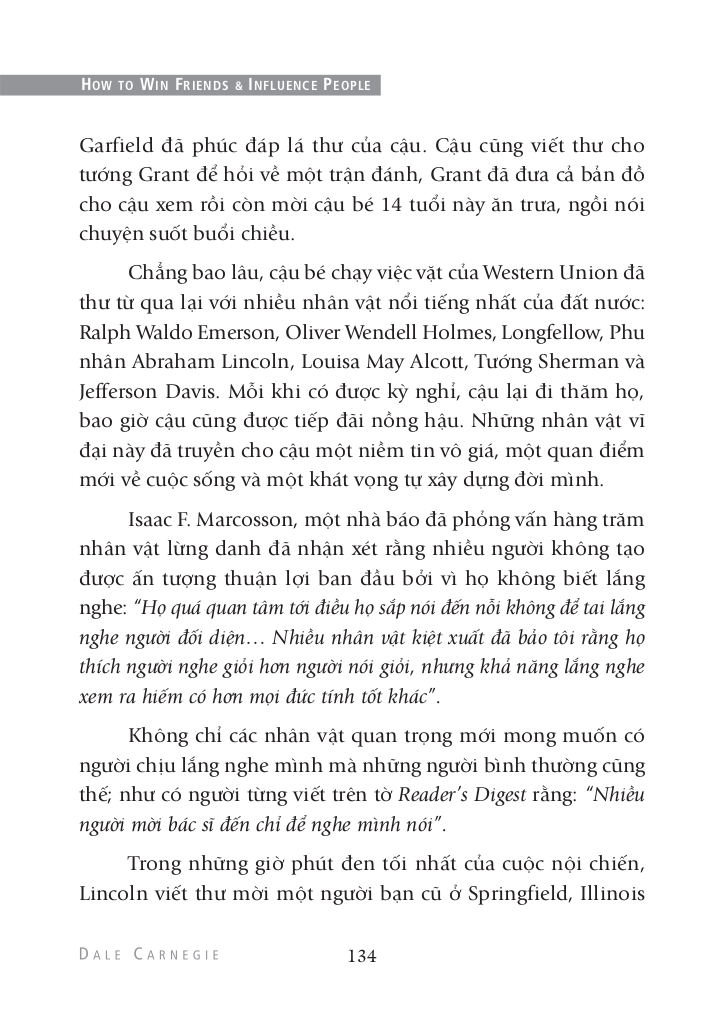 HOW TO WIN FRIENDS & INFLUENCE PEOPLE
Garfield đã phúc đáp lá thư của cậu. Cậu cũng viết thư cho
tướng Grant để hỏi về một trận đánh, Grant đã đưa cả bản đồ
cho cậu xem rồi còn mời cậu bé 14 tuổi này ăn trưa, ngồi nói
chuyện suốt buổi chiều.
Chẳng bao lâu, cậu bé chạy việc vặt của Western Union đã
thư từ qua lại với nhiều nhân vật nổi tiếng nhất của đất nước:
Ralph Waldo Emerson, Oliver Wendell Holmes, Longfellow, Phu
nhân Abraham Lincoln, Louisa May Alcott, Tướng Sherman và
Jefferson Davis. Mỗi khi có được kỳ nghỉ, cậu lại đi thăm họ,
bao giờ cậu cũng được tiếp đãi nồng hậu. Những nhân vật vĩ
đại này đã truyền cho cậu một niềm tin vô giá, một quan điểm
mới về cuộc sống và một khát vọng tự xây dựng đời mình.
Isaac F. Marcosson, một nhà báo đã phỏng vấn hàng trăm
nhân vật lừng danh đã nhận xét rằng nhiều người không tạo
được ấn tượng thuận lợi ban đầu bởi vì họ không biết lắng
nghe: “Họ quá quan tâm tới điều họ sắp nói đến nỗi không để tai lắng
nghe người đối diện… Nhiều nhân vật kiệt xuất đã bảo tôi rằng họ
thích người nghe giỏi hơn người nói giỏi, nhưng khả năng lắng nghe
xem ra hiếm có hơn mọi đức tính tốt khác”.
Không chỉ các nhân vật quan trọng mới mong muốn có
người chịu lắng nghe mình mà những người bình thường cũng
thế; như có người từng viết trên tờ Reader’s Digest rằng: “Nhiều
người mời bác sĩ đến chỉ để nghe mình nói”.
Trong những giờ phút đen tối nhất của cuộc nội chiến,
Lincoln viết thư mời một người bạn cũ ở Springfield, Illinois
DALE CARNEGIE
134